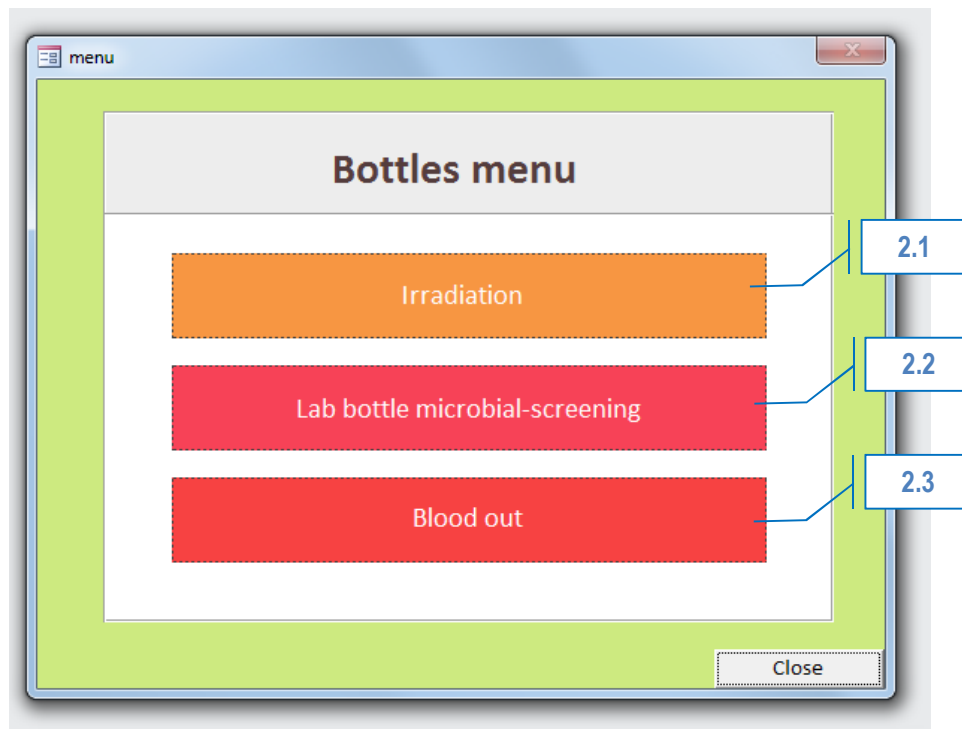 menu
x
Bottles menu
2.1
Irradiation
2.2
Lab bottle microbial-screening
2.3
Blood out
Close